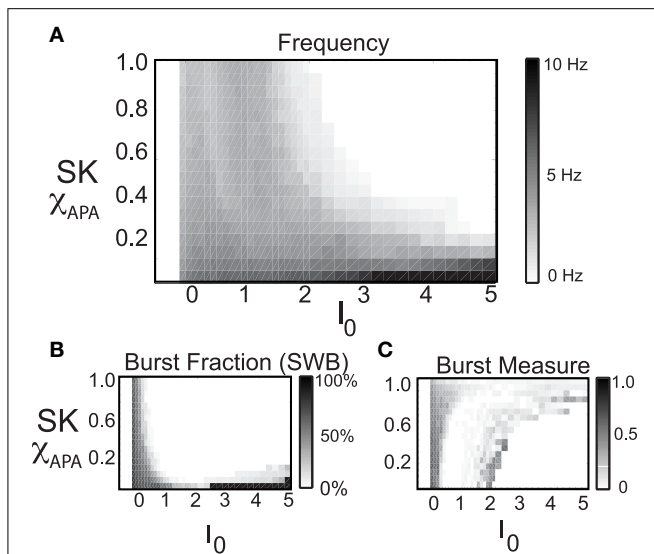 A
Frequency
1.0
0.8
0.6
0.4
0.2
SK
χAPA
0 1 2 3 4 5
I0
10 Hz
5 Hz
0 Hz
B
Burst Fraction (SWB)
1.0
0.6
0.2
SK
χAPA
0 1 2 3 4 5
I0
100%
50%
0%
C
Burst Measure
1.0
0.6
0.2
0 1 2 3 4 5
I0
1.0
0.5
0